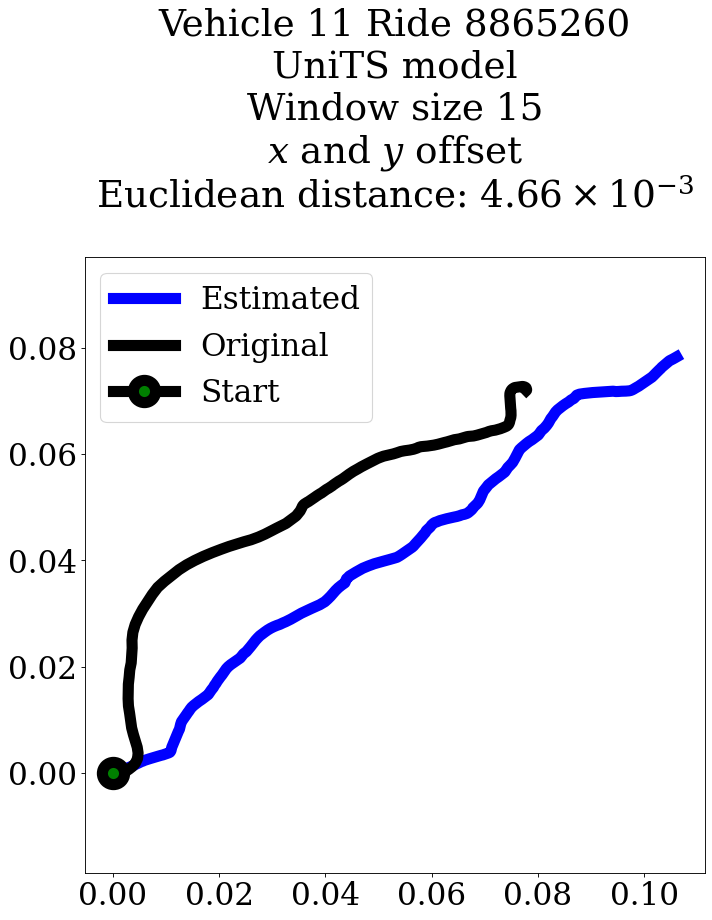 Vehicle 11 Ride 8865260
UniTS model
Window size 15
x and y offset
Euclidean distance: 4.66 × 10⁻³
Estimated
Original
Start
0.08
0.06
0.04
0.02
0.00
0.00 0.02 0.04 0.06 0.08 0.10